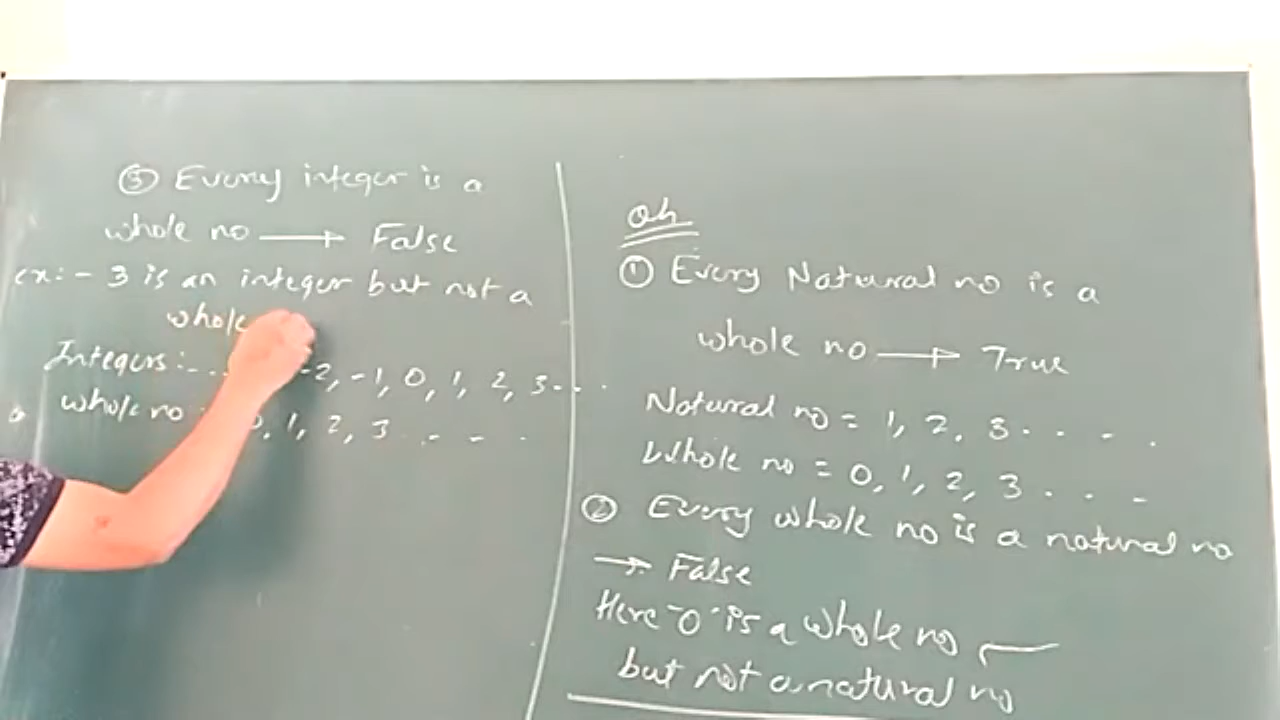 ③ Every integer is a
whole no → False
ex:- 3 is an integer but not a
whole
Integers :- -2, -1, 0, 1, 2, 3 - - .
whole no : 0, 1, 2, 3 . - - .
① Every Natural no is a
whole no → True
Natural no = 1, 2, 3 . . - .
Whole no = 0, 1, 2, 3 . . -
② Every whole no is a natural no
→ False
Here "0" is a whole no
but not a natural no